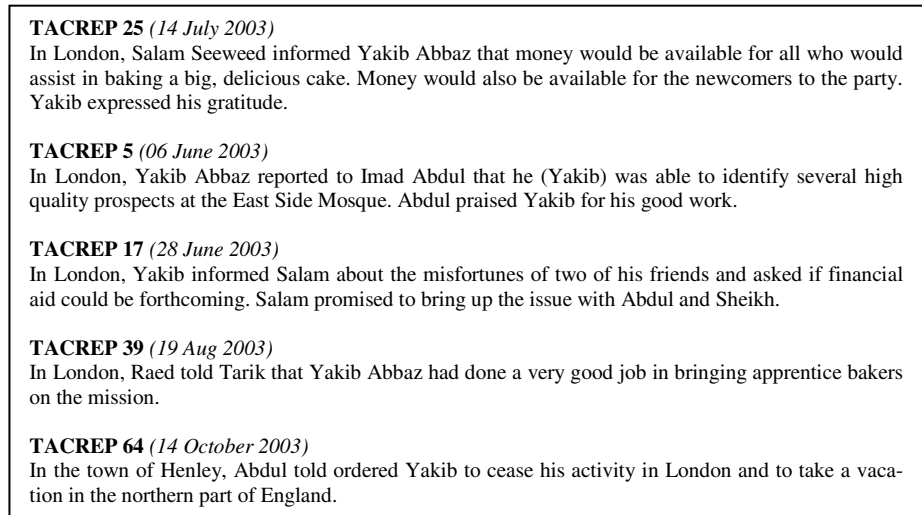 TACREP 25 (14 July 2003)
In London, Salam Seeweed informed Yakib Abbaz that money would be available for all who would
assist in baking a big, delicious cake. Money would also be available for the newcomers to the party.
Yakib expressed his gratitude.
TACREP 5 (06 June 2003)
In London, Yakib Abbaz reported to Imad Abdul that he (Yakib) was able to identify several high
quality prospects at the East Side Mosque. Abdul praised Yakib for his good work.
TACREP 17 (28 June 2003)
In London, Yakib informed Salam about the misfortunes of two of his friends and asked if financial
aid could be forthcoming. Salam promised to bring up the issue with Abdul and Sheikh.
TACREP 39 (19 Aug 2003)
In London, Raed told Tarik that Yakib Abbaz had done a very good job in bringing apprentice bakers
on the mission.
TACREP 64 (14 October 2003)
In the town of Henley, Abdul told ordered Yakib to cease his activity in London and to take a vaca-
tion in the northern part of England.